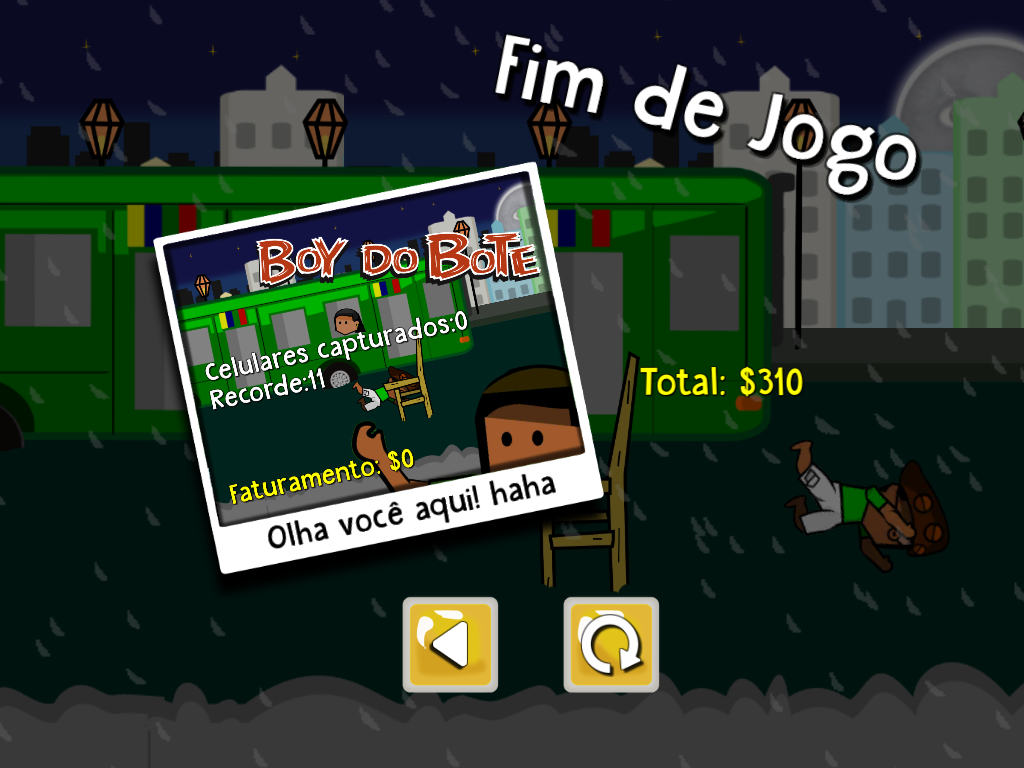 Fim de Jogo
BOY DO BOTE
Celulares capturados:0
Recorde:11
Total: $310
Faturamento: $0
Olha você aqui! haha